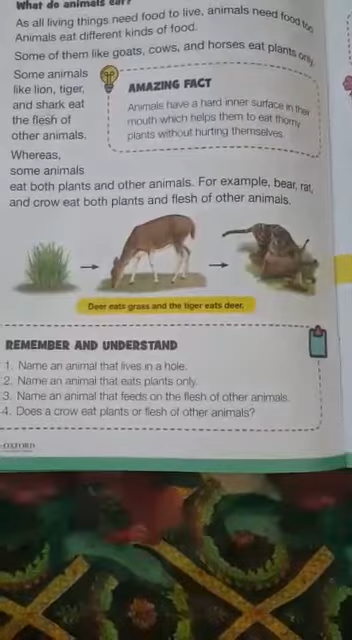 What do animals eat?
As all living things need food to live, animals need food too.
Animals eat different kinds of food.
Some of them like goats, cows, and horses eat plants only.
Some animals
like lion, tiger,
and shark eat
the flesh of
other animals.
Whereas,
some animals
eat both plants and other animals. For example, bear, rat,
and crow eat both plants and flesh of other animals.
AMAZING FACT
Animals have a hard inner surface in their
mouth which helps them to eat thorny
plants without hurting themselves.
Deer eats grass and the tiger eats deer.
REMEMBER AND UNDERSTAND
1. Name an animal that lives in a hole.
2. Name an animal that eats plants only.
3. Name an animal that feeds on the flesh of other animals.
4. Does a crow eat plants or flesh of other animals?
OXFORD